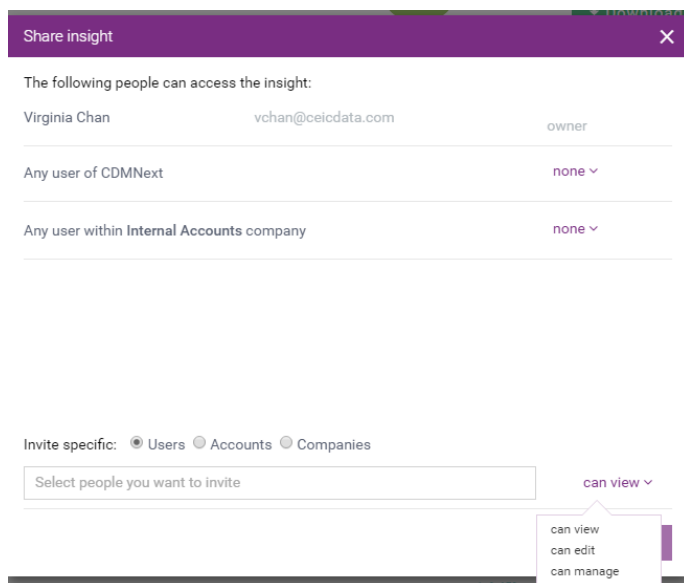 Download
Share insight
The following people can access the insight:
Virginia Chan vchan@ceicdata.com owner
Any user of CDMNext none
Any user within Internal Accounts company none
Invite specific: Users Accounts Companies
Select people you want to invite can view
can view
can edit
can manage